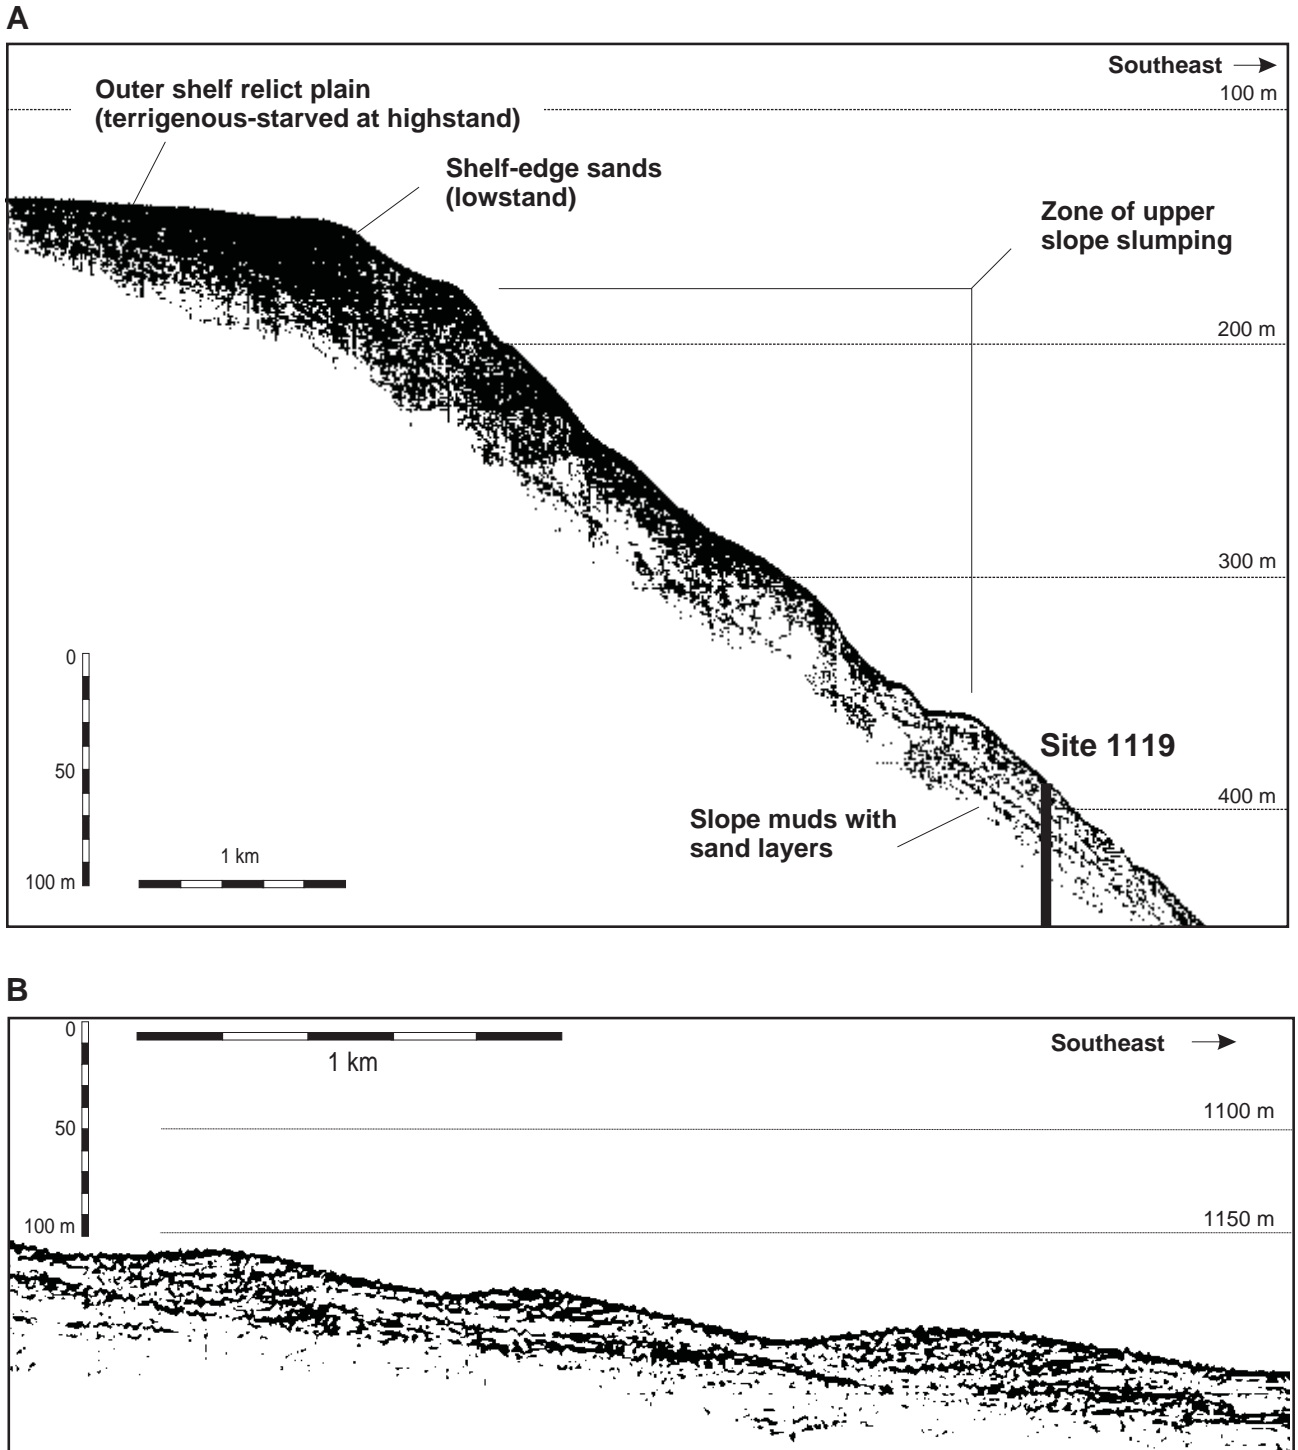 A
Southeast
100 m
Outer shelf relict plain
(terrigenous-starved at highstand)
Shelf-edge sands
(lowstand)
Zone of upper
slope slumping
200 m
300 m
0
50
100 m
1 km
Site 1119
400 m
Slope muds with
sand layers
B
0
50
100 m
1 km
Southeast
1100 m
1150 m